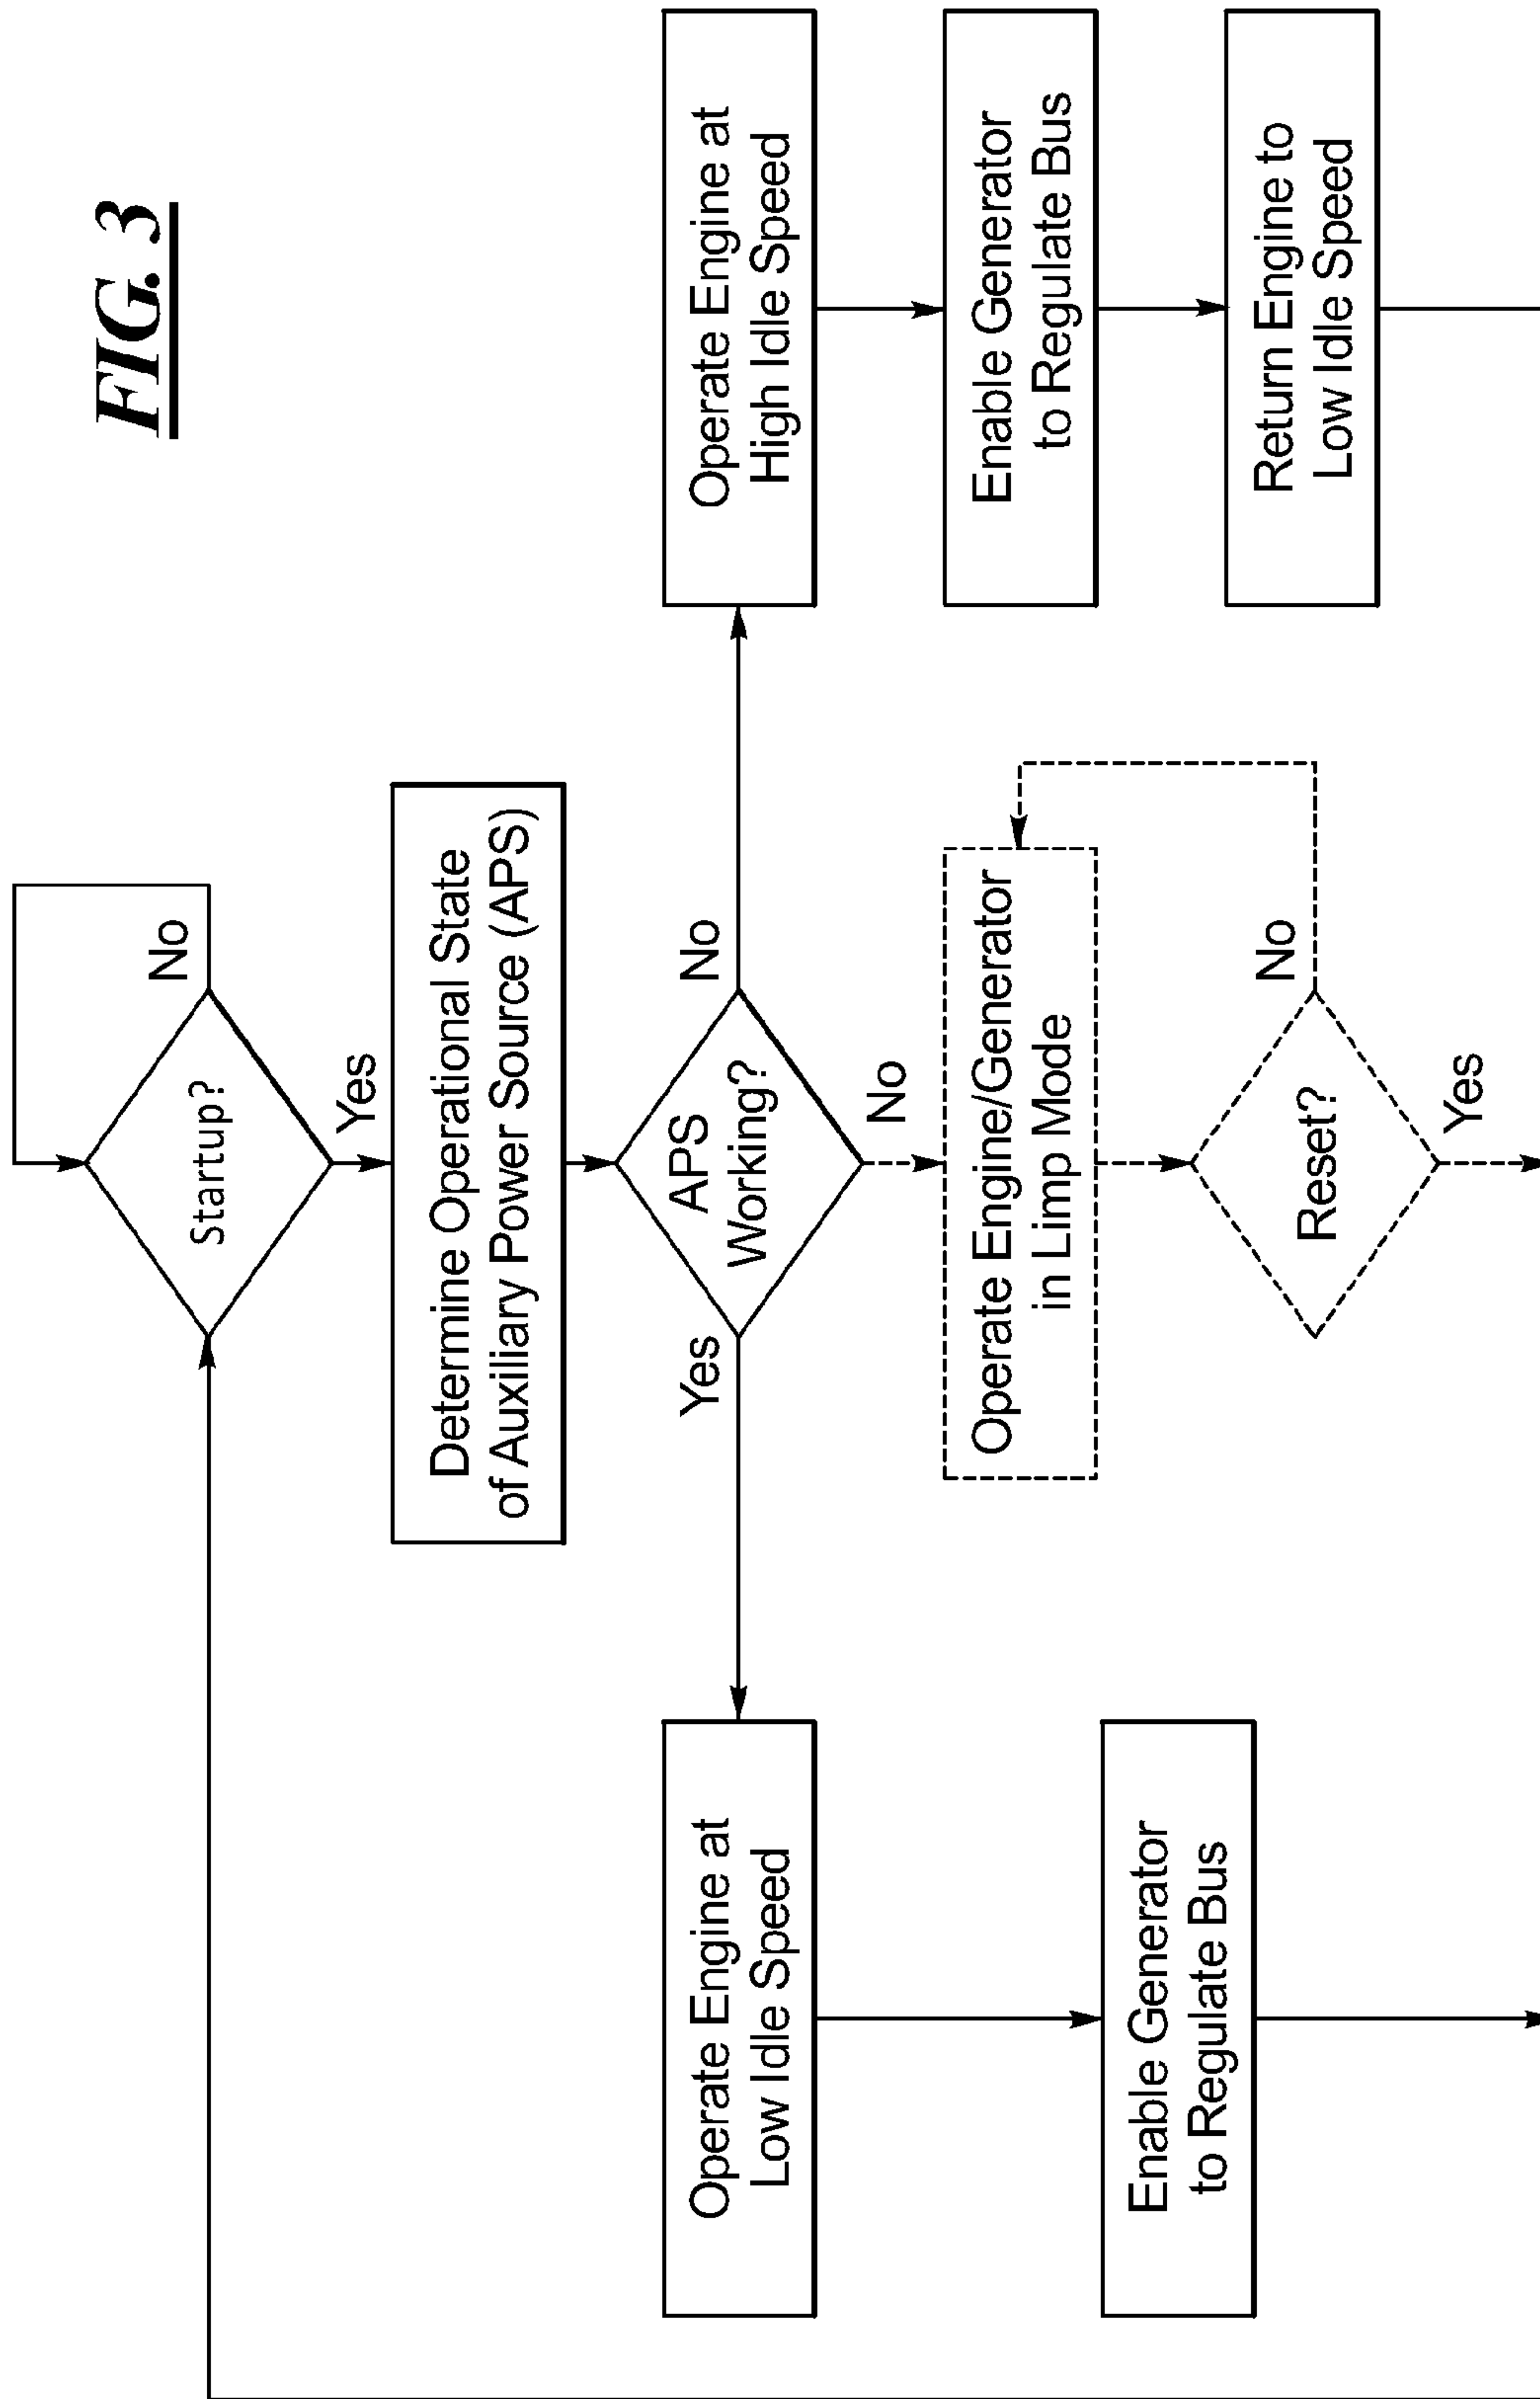 FIG. 3
Startup?
No
Yes
Determine Operational State
of Auxiliary Power Source (APS)
APS
Working?
Yes
No
No
Operate Engine at
Low Idle Speed
Operate Engine at
High Idle Speed
Operate Engine/Generator
in Limp Mode
Enable Generator
to Regulate Bus
Enable Generator
to Regulate Bus
Reset?
No
Yes
Return Engine to
Low Idle Speed